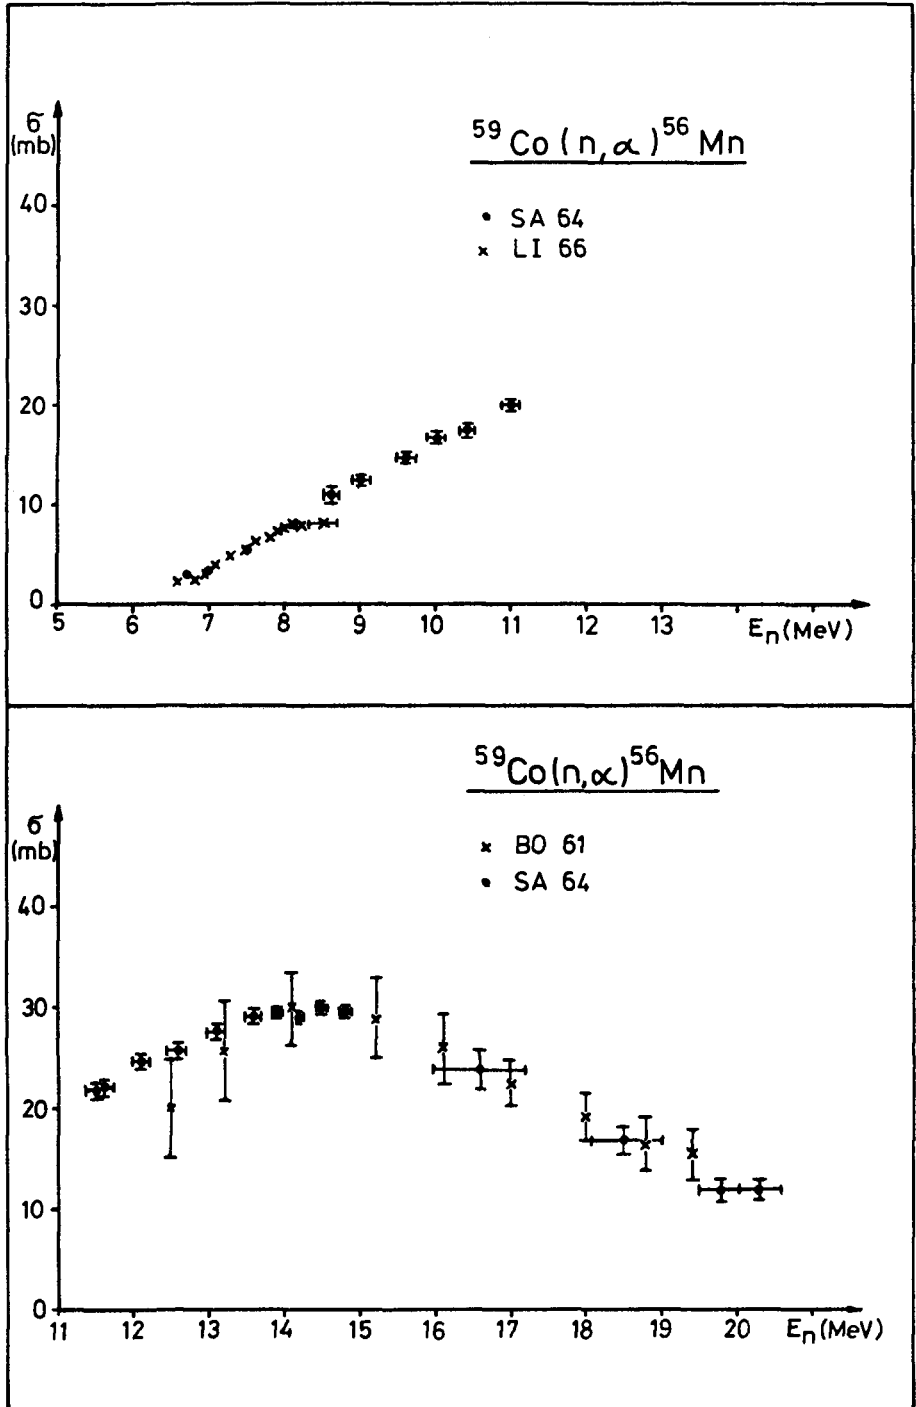 σ
(mb)
⁵⁹Co(n,α)⁵⁶Mn
• SA 64
× LI 66
40
30
20
10
0
5 6 7 8 9 10 11 12 13 En(MeV)
⁵⁹Co(n,α)⁵⁶Mn
σ
(mb)
× BO 61
• SA 64
40
30
20
10
0
11 12 13 14 15 16 17 18 19 20 En(MeV)